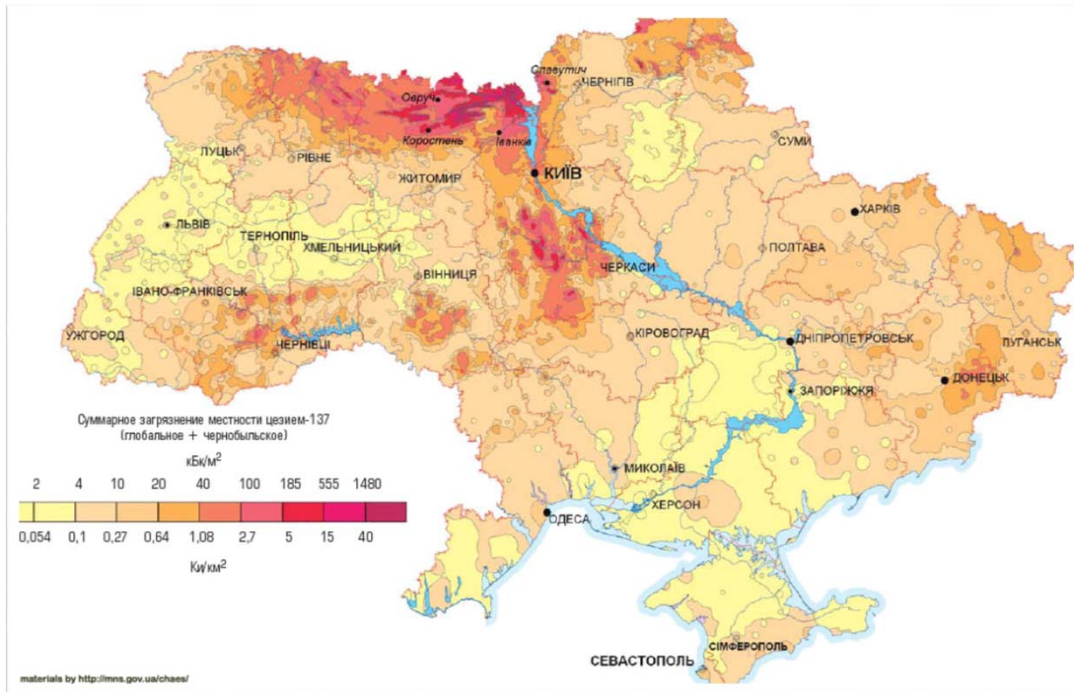 Славутич
ЧЕРНІГІВ
Овруч
Коростень
Іванків
СУМИ
ЛУЦЬК
РІВНЕ
КИЇВ
ЖИТОМИР
ЛЬВІВ
ХАРКІВ
ТЕРНОПІЛЬ
ХМЕЛЬНИЦЬКИЙ
ПОЛТАВА
ЧЕРКАСИ
ВІННИЦЯ
ІВАНО-ФРАНКІВСЬК
УЖГОРОД
КІРОВОГРАД
ДНІПРОПЕТРОВСЬК
ЛУГАНСЬК
ЧЕРНІВЦІ
ДОНЕЦЬК
ЗАПОРІЖЖЯ
Суммарное загрязнение местности цезием-137
(глобальное + чернобыльское)
кБк/м²
2 4 10 20 40 100 185 555 1480
0,054 0,1 0,27 0,64 1,08 2,7 5 15 40
Ки/км²
МИКОЛАЇВ
ХЕРСОН
ОДЕСА
СІМФЕРОПОЛЬ
СЕВАСТОПОЛЬ
materials by http://mns.gov.ua/chaes/